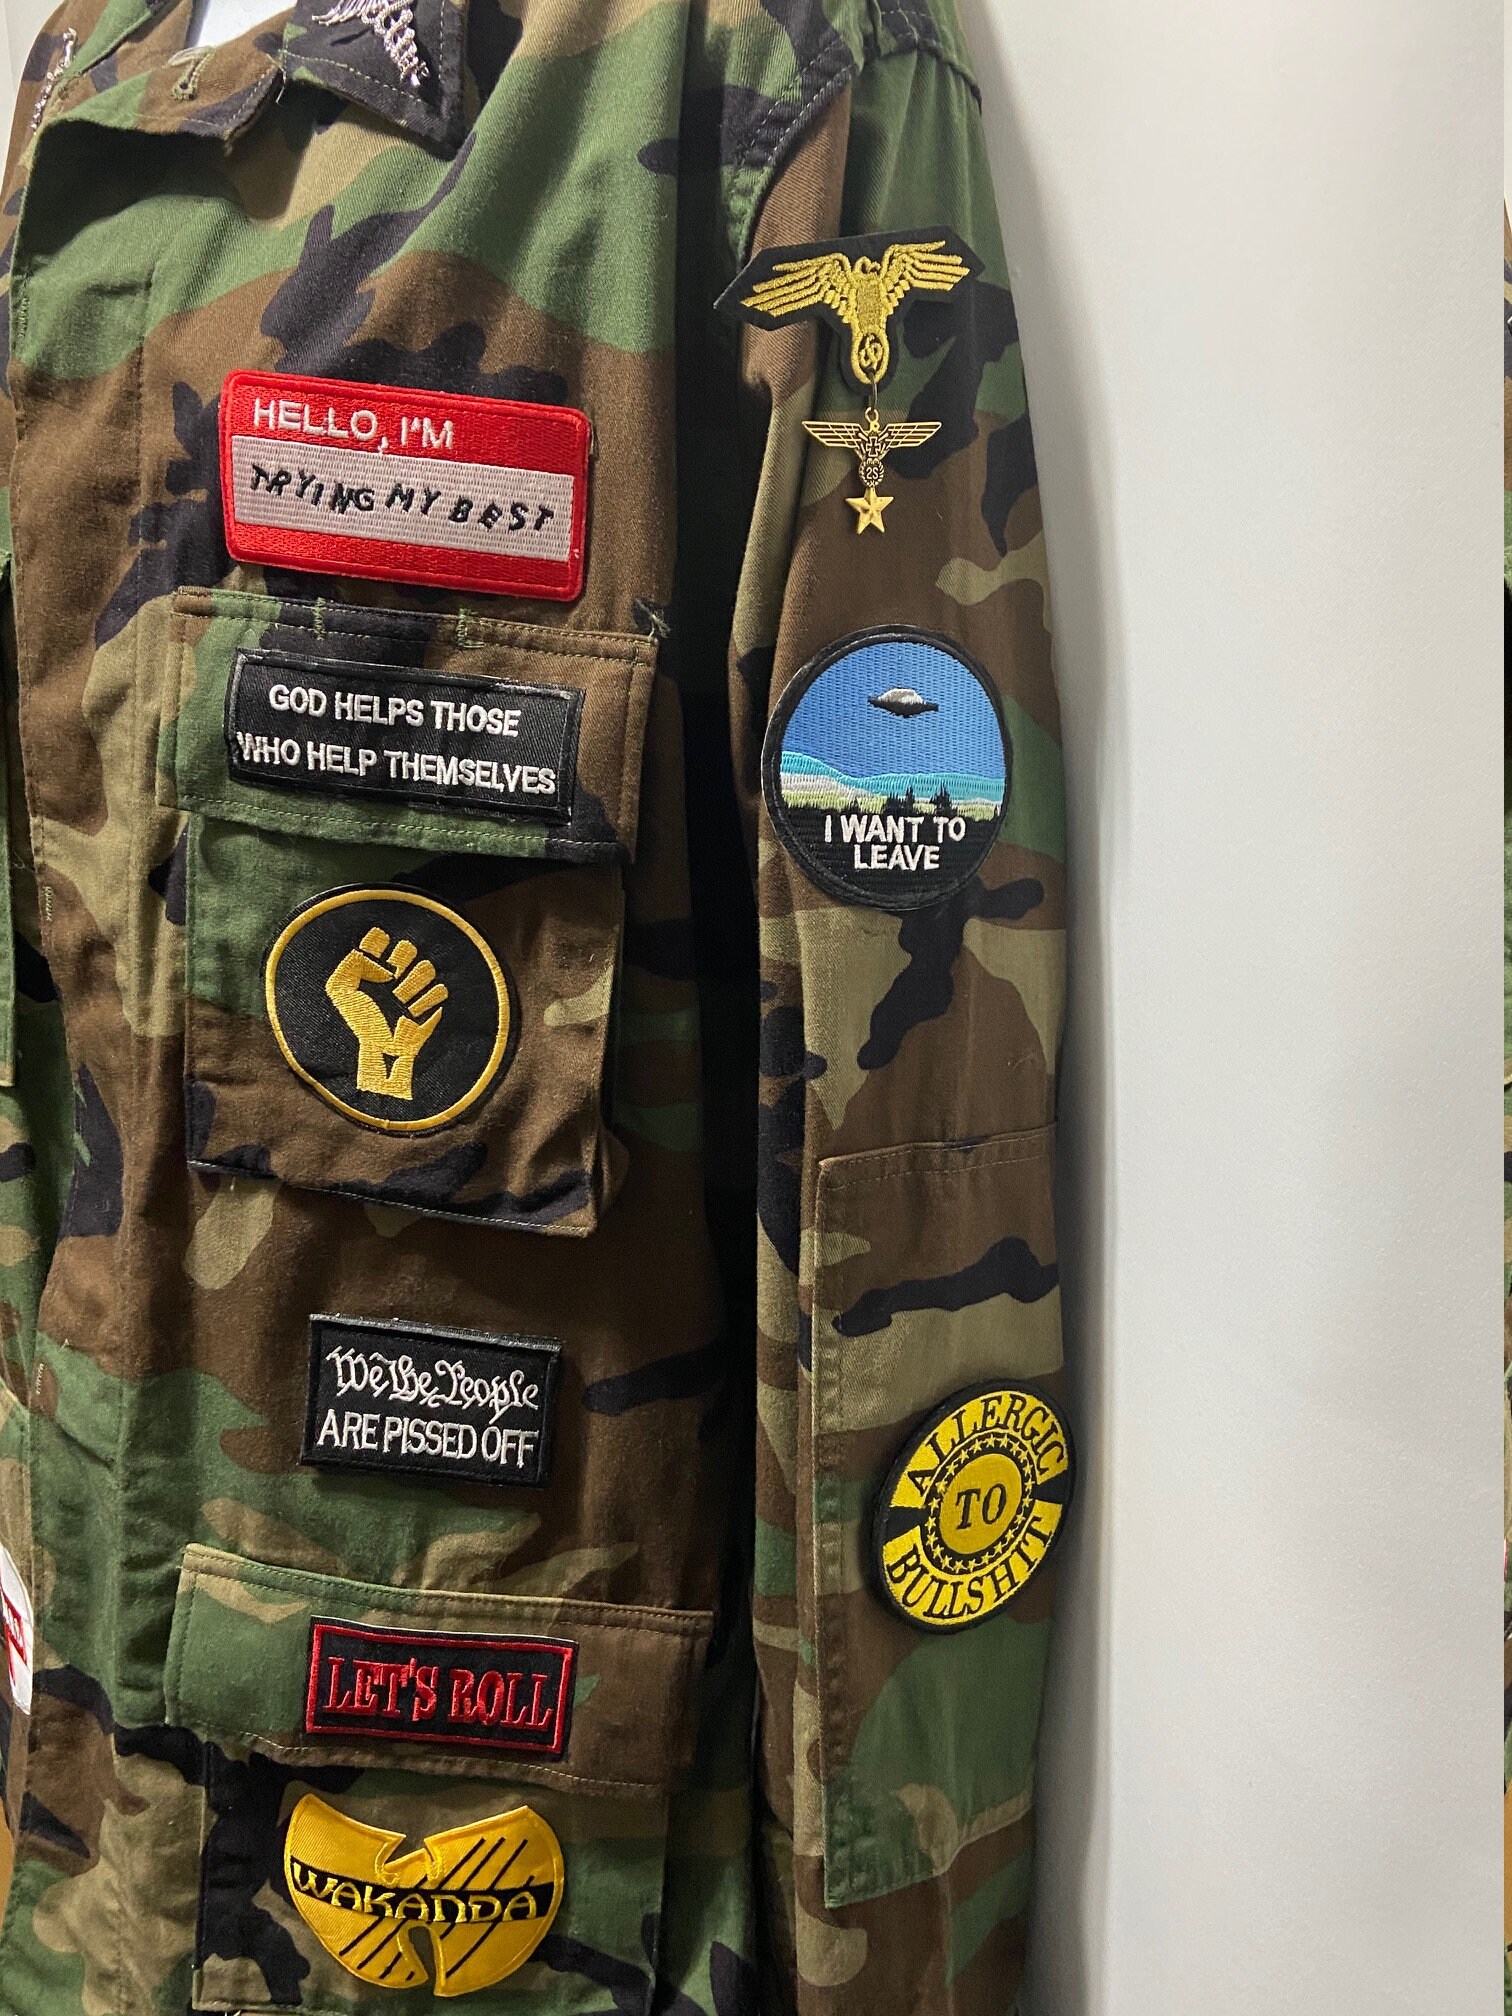 HELLO, I'M
TRYING MY BEST
GOD HELPS THOSE
WHO HELP THEMSELVES
We the People
ARE PISSED OFF
LET'S ROLL
WAKANDA
2S
I WANT TO
LEAVE
ALLERGIC
TO
BULLSHIT